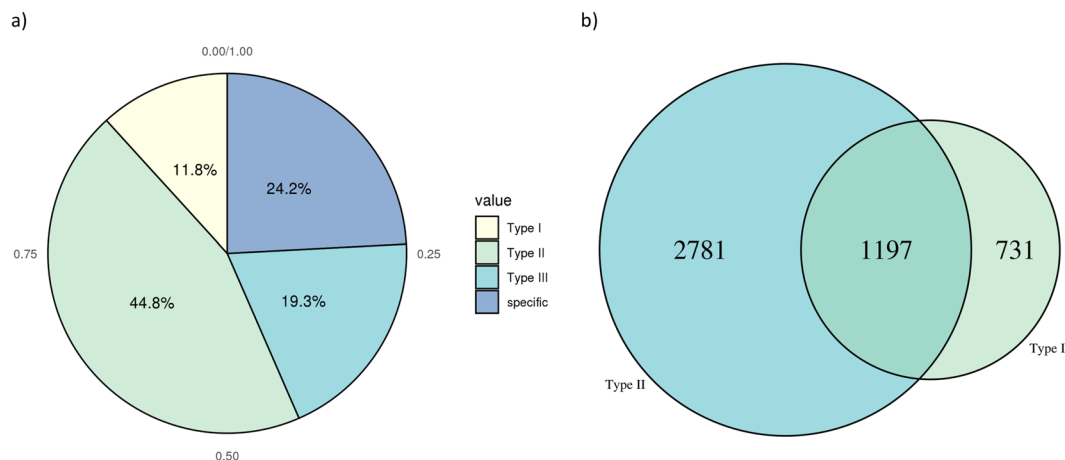 a)
0.00/1.00
11.8%
24.2%
0.75
0.25
44.8%
19.3%
0.50
value
Type I
Type II
Type III
specific
b)
2781
1197
731
Type I
Type II